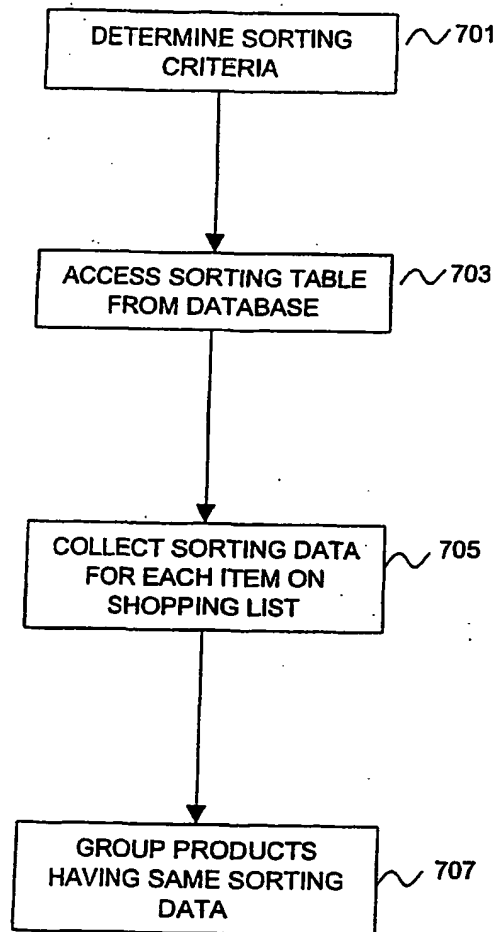 DETERMINE SORTING
CRITERIA
701
ACCESS SORTING TABLE
FROM DATABASE
703
COLLECT SORTING DATA
FOR EACH ITEM ON
SHOPPING LIST
705
GROUP PRODUCTS
HAVING SAME SORTING
DATA
707